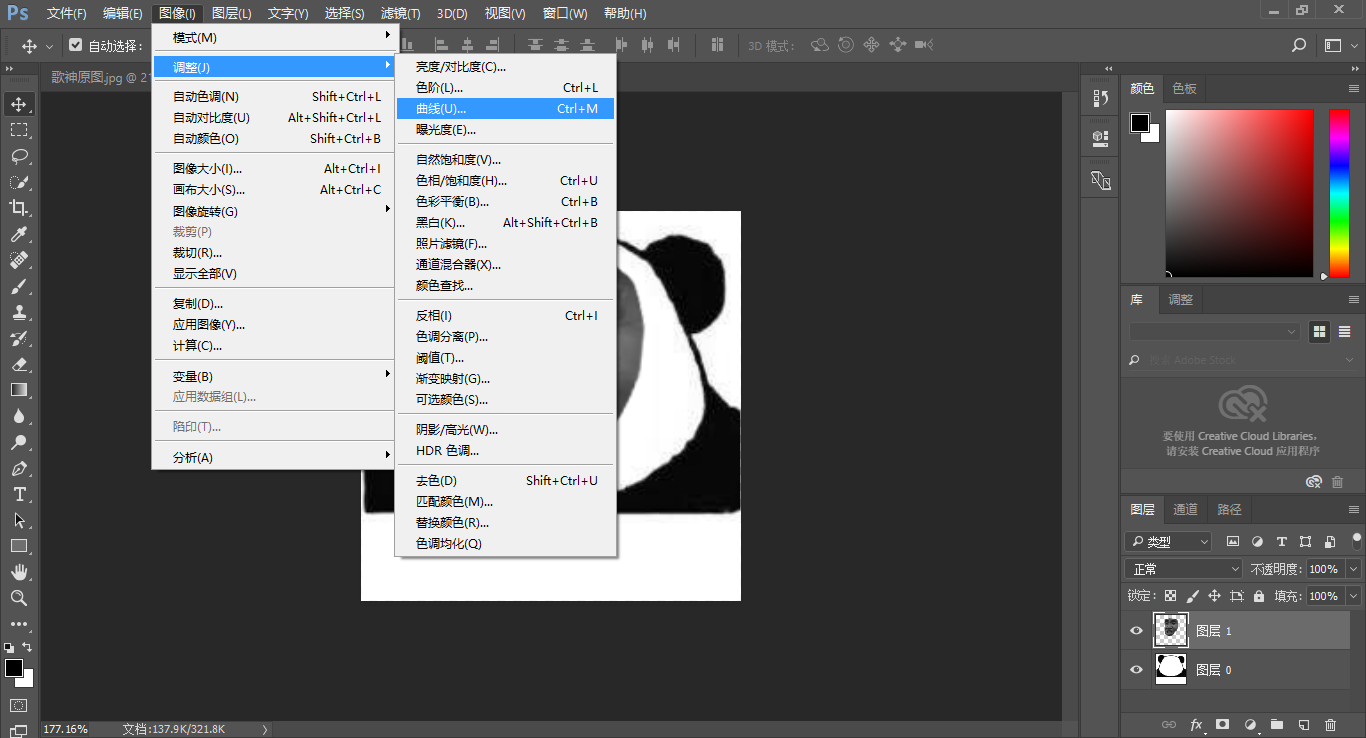 Ps 文件(F) 编辑(E) 图像(I) 图层(L) 文字(Y) 选择(S) 滤镜(T) 3D(D) 视图(V) 窗口(W) 帮助(H)
自动选择:
3D 模式:
歌神原图.jpg @ 2
模式(M)
调整(J)
自动色调(N) Shift+Ctrl+L
自动对比度(U) Alt+Shift+Ctrl+L
自动颜色(O) Shift+Ctrl+B
图像大小(I)... Alt+Ctrl+I
画布大小(S)... Alt+Ctrl+C
图像旋转(G)
裁剪(P)
裁切(R)...
显示全部(V)
复制(D)...
应用图像(Y)...
计算(C)...
变量(B)
应用数据组(L)...
陷印(T)...
分析(A)
亮度/对比度(C)...
色阶(L)... Ctrl+L
曲线(U)... Ctrl+M
曝光度(E)...
自然饱和度(V)...
色相/饱和度(H)... Ctrl+U
色彩平衡(B)... Ctrl+B
黑白(K)... Alt+Shift+Ctrl+B
照片滤镜(F)...
通道混合器(X)...
颜色查找...
反相(I) Ctrl+I
色调分离(P)...
阈值(T)...
渐变映射(G)...
可选颜色(S)...
阴影/高光(W)...
HDR 色调...
去色(D) Shift+Ctrl+U
匹配颜色(M)...
替换颜色(R)...
色调均化(Q)
颜色 色板
库 调整
搜索 Adobe Stock
要使用 Creative Cloud Libraries,
请安装 Creative Cloud 应用程序
图层 通道 路径
类型
正常 不透明度: 100%
锁定: 填充: 100%
图层 1
图层 0
177.16% 文档:137.9K/321.8K